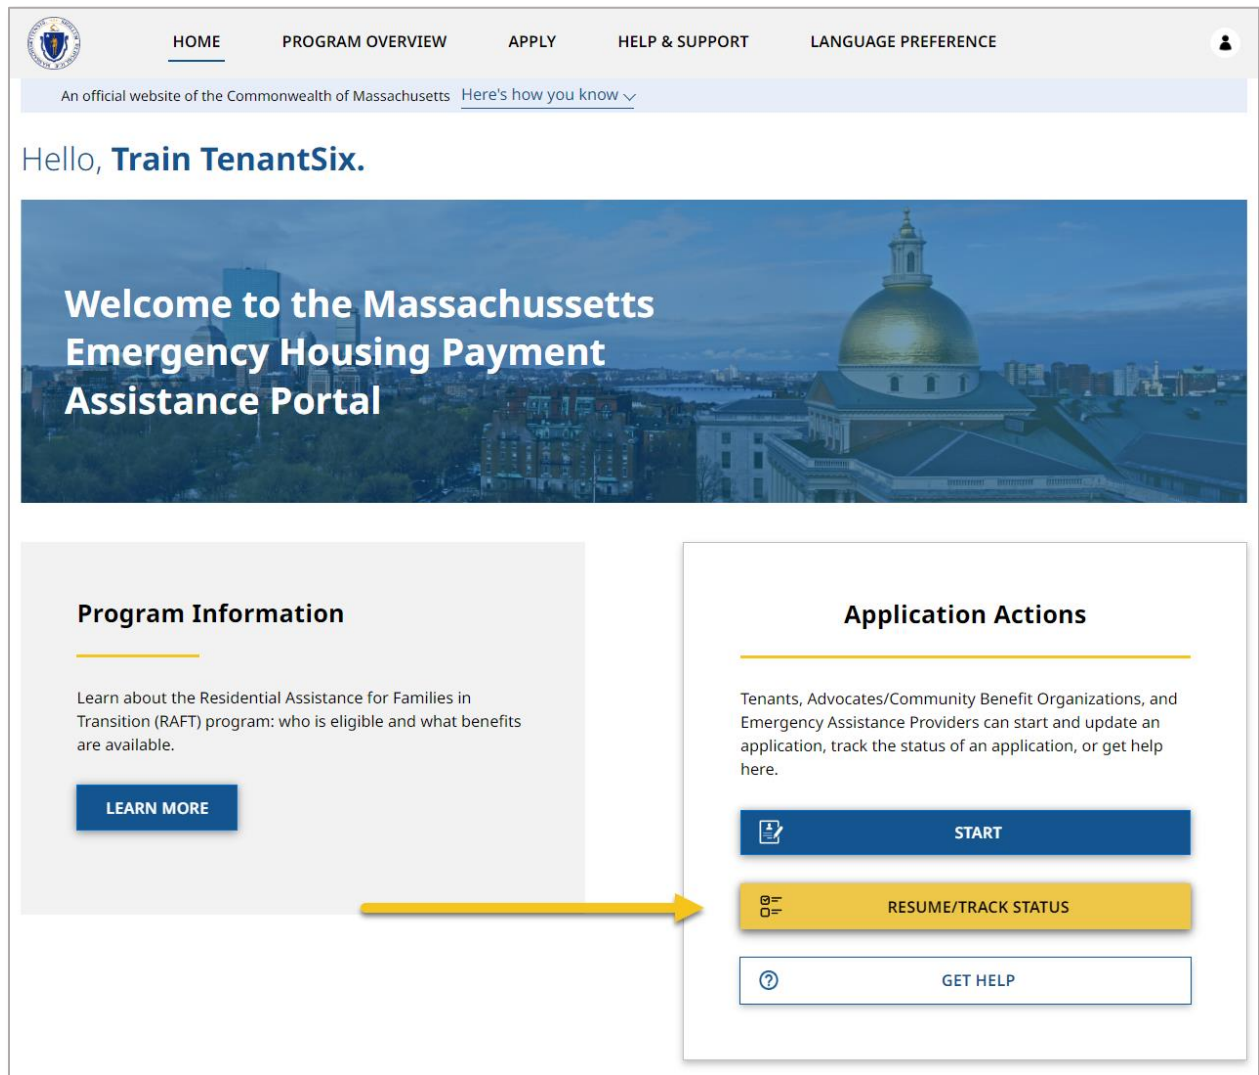 HOME PROGRAM OVERVIEW APPLY HELP & SUPPORT LANGUAGE PREFERENCE
An official website of the Commonwealth of Massachusetts Here's how you know
Hello, Train TenantSix.
Welcome to the Massachussetts
Emergency Housing Payment
Assistance Portal
Program Information
Learn about the Residential Assistance for Families in
Transition (RAFT) program: who is eligible and what benefits
are available.
LEARN MORE
Application Actions
Tenants, Advocates/Community Benefit Organizations, and
Emergency Assistance Providers can start and update an
application, track the status of an application, or get help
here.
START
RESUME/TRACK STATUS
GET HELP